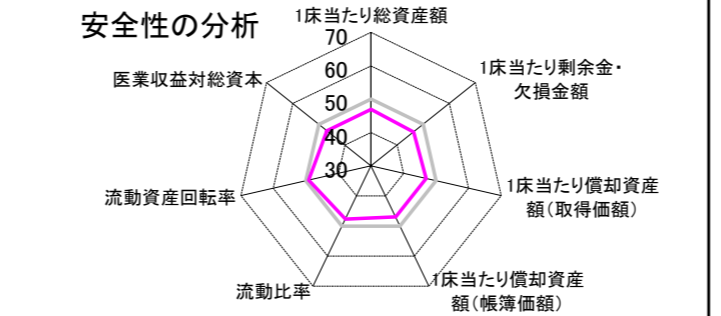 安全性の分析
1床当たり総資産額
70
60
50
40
30
1床当たり剰余金・
欠損金額
1床当たり償却資産
額(取得価額)
1床当たり償却資産
額(帳簿価額)
流動比率
流動資産回転率
医業収益対総資本